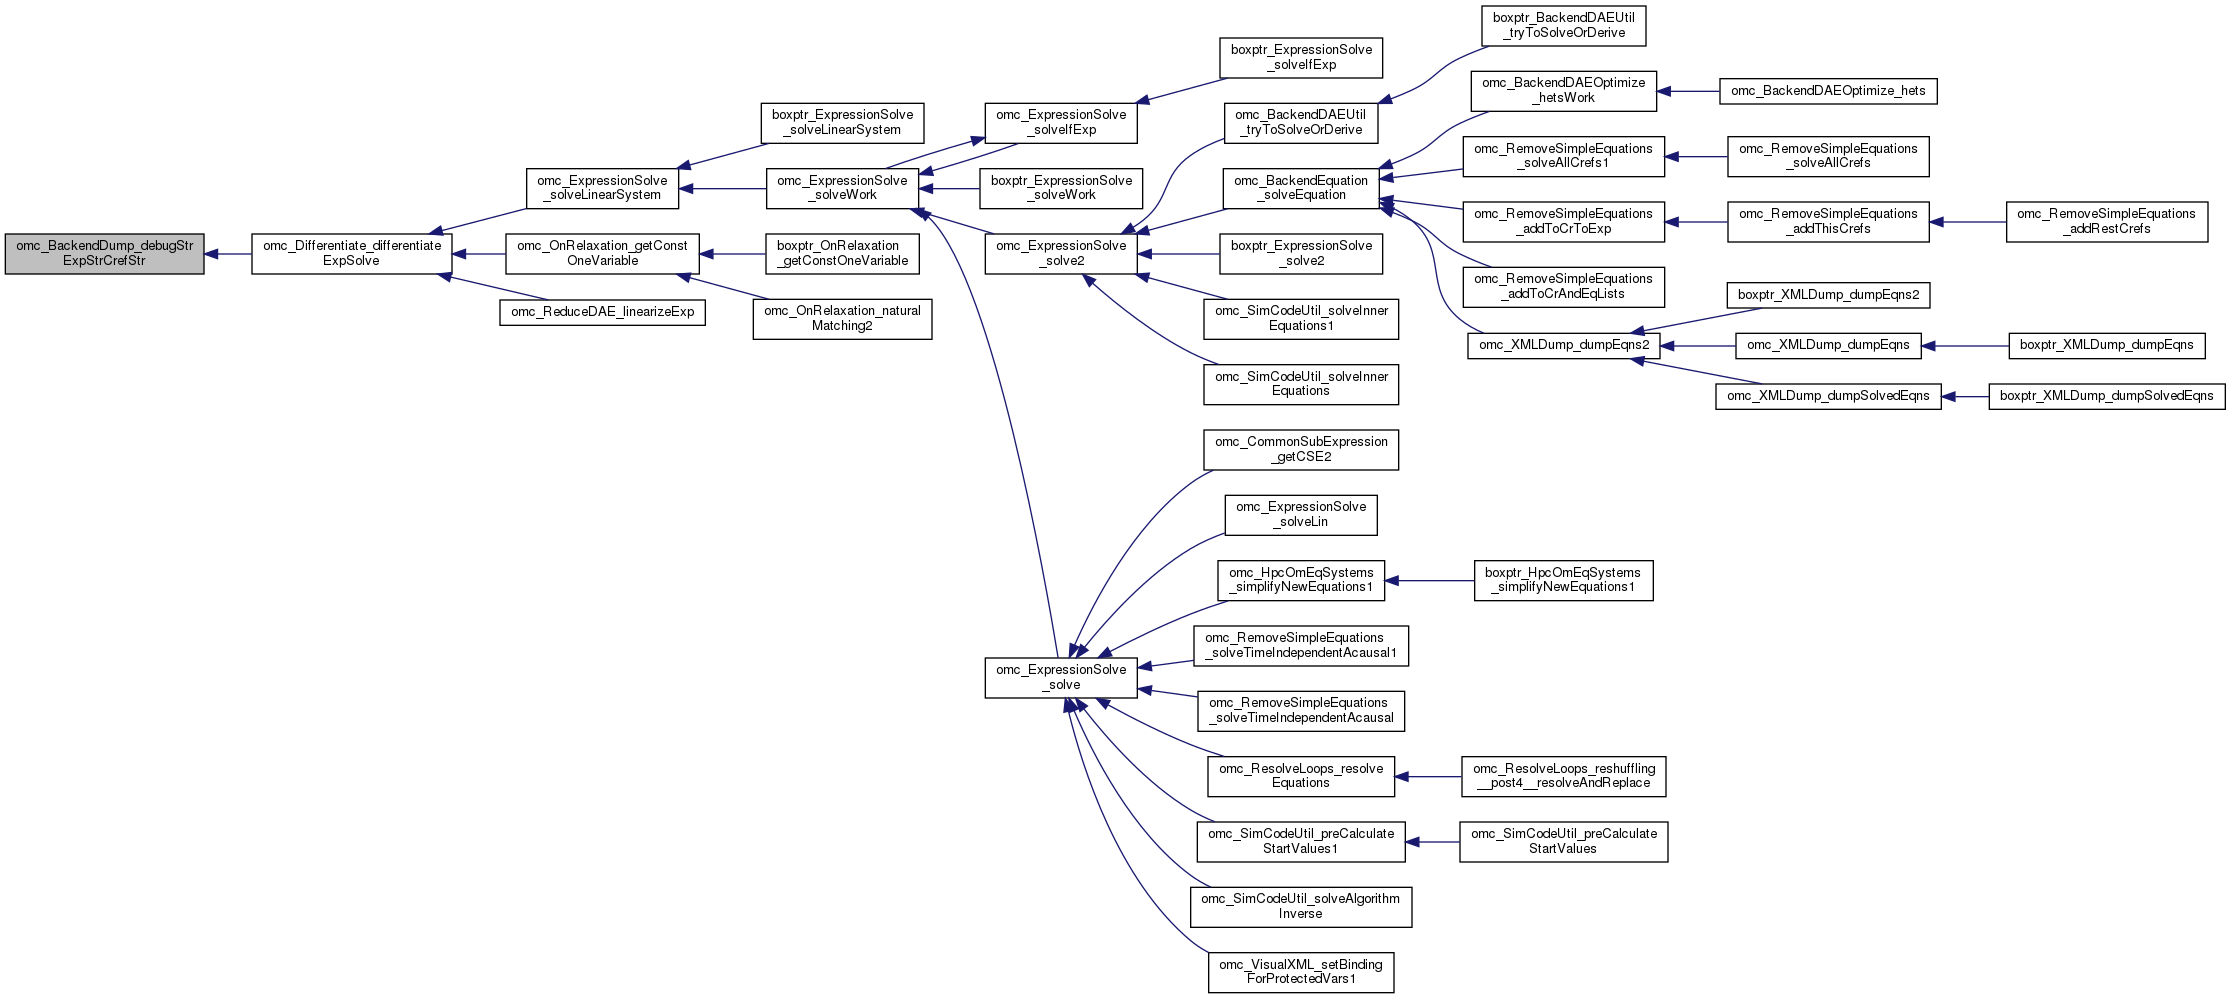 omc_BackendDump_debugStr
ExpStrCrefStr
omc_Differentiate_differentiate
ExpSolve
omc_ExpressionSolve
_solveLinearSystem
omc_OnRelaxation_getConst
OneVariable
omc_ReduceDAE_linearizeExp
boxptr_ExpressionSolve
_solveLinearSystem
omc_ExpressionSolve
_solveWork
boxptr_OnRelaxation
_getConstOneVariable
omc_OnRelaxation_natural
Matching2
omc_ExpressionSolve
_solveIfExp
boxptr_ExpressionSolve
_solveWork
omc_ExpressionSolve
_solve2
omc_ExpressionSolve
_solve
boxptr_ExpressionSolve
_solveIfExp
omc_BackendDAEUtil
_tryToSolveOrDerive
omc_BackendEquation
_solveEquation
boxptr_ExpressionSolve
_solve2
omc_SimCodeUtil_solveInner
Equations1
omc_SimCodeUtil_solveInner
Equations
omc_CommonSubExpression
_getCSE2
omc_ExpressionSolve
_solveLin
omc_HpcOmEqSystems
_simplifyNewEquations1
omc_RemoveSimpleEquations
_solveTimeIndependentAcausal1
omc_RemoveSimpleEquations
_solveTimeIndependentAcausal
omc_ResolveLoops_resolve
Equations
omc_SimCodeUtil_preCalculate
StartValues1
omc_SimCodeUtil_solveAlgorithm
Inverse
omc_VisualXML_setBinding
ForProtectedVars1
boxptr_BackendDAEUtil
_tryToSolveOrDerive
omc_BackendDAEOptimize
_hetsWork
omc_RemoveSimpleEquations
_solveAllCrefs1
omc_RemoveSimpleEquations
_addToCrToExp
omc_RemoveSimpleEquations
_addToCrAndEqLists
omc_XMLDump_dumpEqns2
boxptr_HpcOmEqSystems
_simplifyNewEquations1
omc_ResolveLoops_reshuffling
__post4__resolveAndReplace
omc_SimCodeUtil_preCalculate
StartValues
omc_BackendDAEOptimize_hets
omc_RemoveSimpleEquations
_solveAllCrefs
omc_RemoveSimpleEquations
_addThisCrefs
boxptr_XMLDump_dumpEqns2
omc_XMLDump_dumpEqns
omc_XMLDump_dumpSolvedEqns
omc_RemoveSimpleEquations
_addRestCrefs
boxptr_XMLDump_dumpEqns
boxptr_XMLDump_dumpSolvedEqns